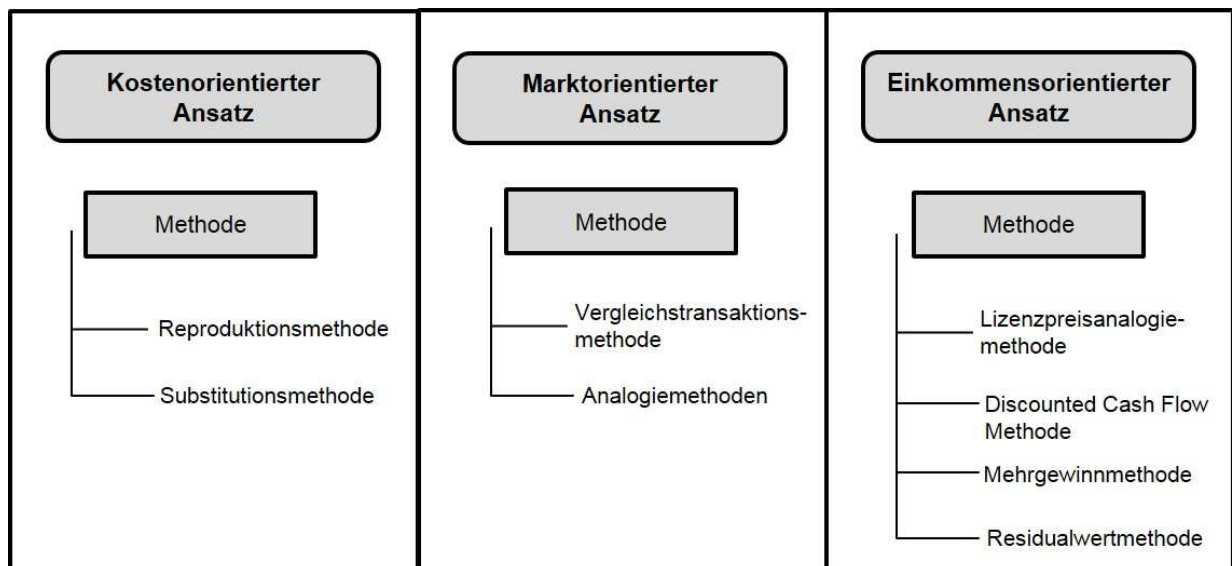 Kostenorientierter
Ansatz
Methode
Reproduktionsmethode
Substitutionsmethode
Marktorientierter
Ansatz
Methode
Vergleichstransaktions-
methode
Analogiemethoden
Einkommensorientierter
Ansatz
Methode
Lizenzpreisanalogie-
methode
Discounted Cash Flow
Methode
Mehrgewinnmethode
Residualwertmethode